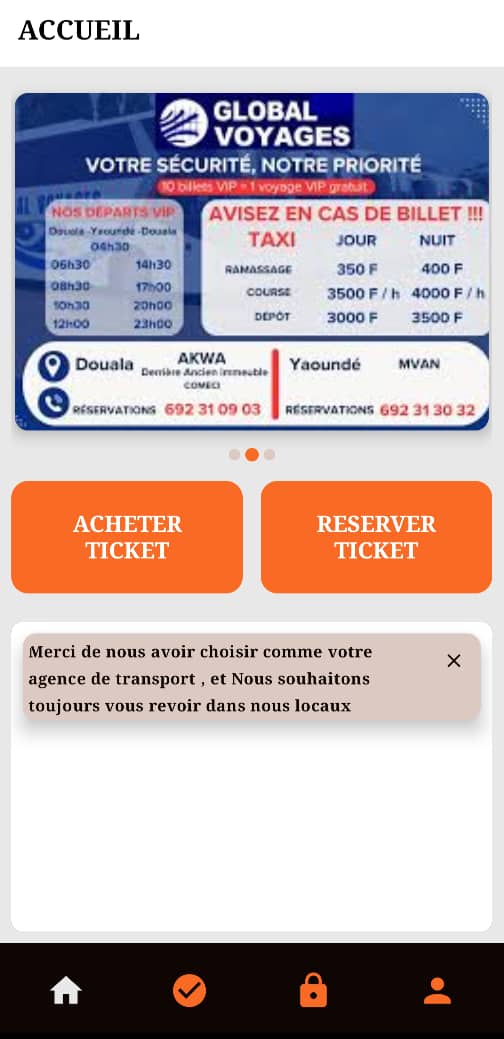 ACCUEIL
GLOBAL
VOYAGES
VOTRE SÉCURITÉ, NOTRE PRIORITÉ
10 billets VIP = 1 voyage VIP gratuit
NOS DÉPARTS VIP
Douala -Yaoundé -Douala
04h30
06h30 14h30
08h30 17h00
10h30 20h00
12h00 23h00
AVISEZ EN CAS DE BILLET !!!
TAXI JOUR NUIT
RAMASSAGE 350 F 400 F
COURSE 3500 F / h 4000 F / h
DÉPÔT 3000 F 3500 F
Douala AKWA
Derrière Ancien Immeuble
COMECI
RÉSERVATIONS 692 31 09 03
Yaoundé MVAN
RÉSERVATIONS 692 31 30 32
ACHETER
TICKET
RESERVER
TICKET
Merci de nous avoir choisir comme votre
agence de transport , et Nous souhaitons
toujours vous revoir dans nous locaux